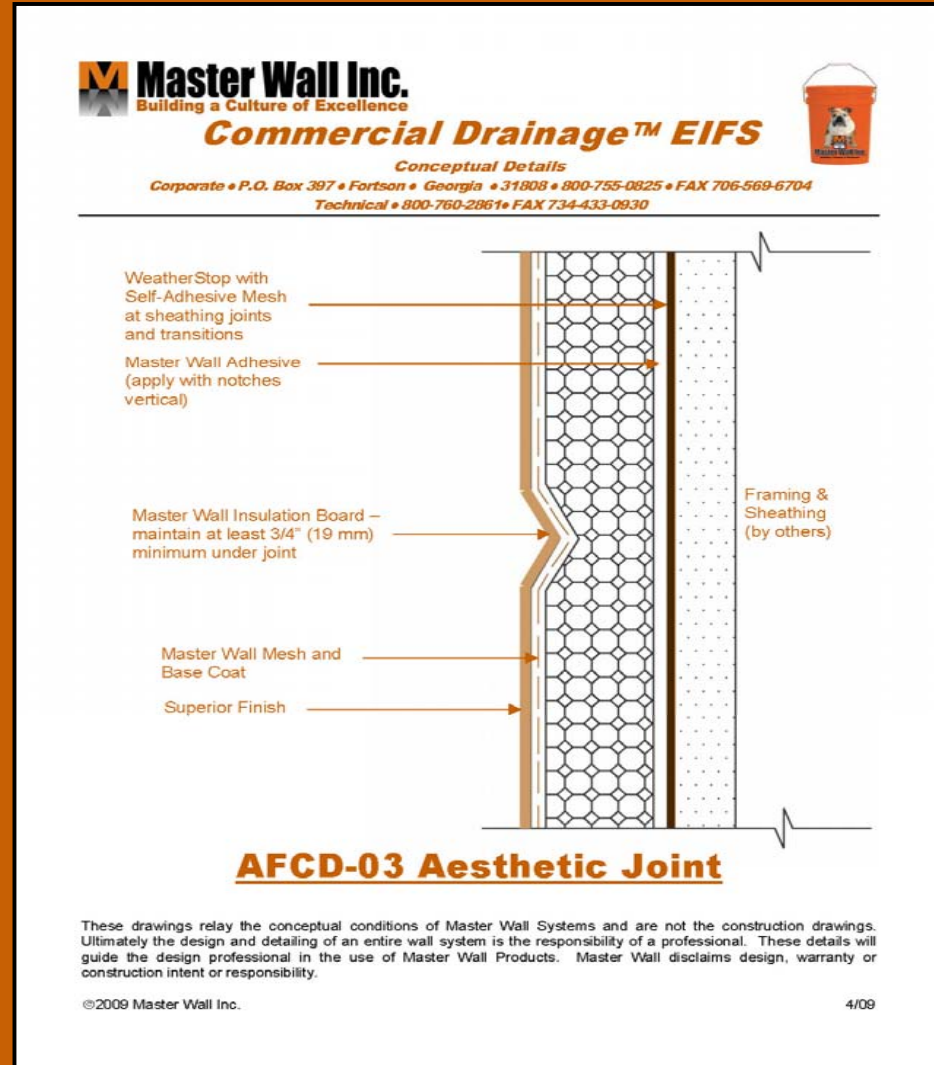 Master Wall Inc.
Building a Culture of Excellence
Commercial Drainage™ EIFS
Master Wall Inc.
Conceptual Details
Corporate • P.O. Box 397 • Fortson • Georgia • 31808 • 800-755-0825 • FAX 706-569-6704
Technical • 800-760-2861• FAX 734-433-0930
WeatherStop with
Self-Adhesive Mesh
at sheathing joints
and transitions
Master Wall Adhesive
(apply with notches
vertical)
Master Wall Insulation Board –
maintain at least 3/4” (19 mm)
minimum under joint
Framing &
Sheathing
(by others)
Master Wall Mesh and
Base Coat
Superior Finish
AFCD-03 Aesthetic Joint
These drawings relay the conceptual conditions of Master Wall Systems and are not the construction drawings.
Ultimately the design and detailing of an entire wall system is the responsibility of a professional. These details will
guide the design professional in the use of Master Wall Products. Master Wall disclaims design, warranty or
construction intent or responsibility.
©2009 Master Wall Inc.
4/09